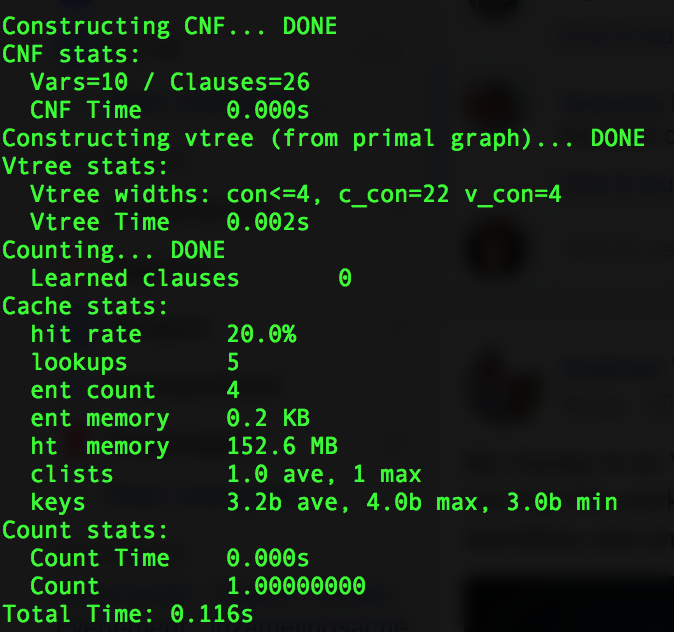 Constructing CNF... DONE
CNF stats:
  Vars=10 / Clauses=26
  CNF Time      0.000s
Constructing vtree (from primal graph)... DONE
Vtree stats:
  Vtree widths: con<=4, c_con=22 v_con=4
  Vtree Time    0.002s
Counting... DONE
  Learned clauses       0
Cache stats:
  hit rate      20.0%
  lookups       5
  ent count     4
  ent memory    0.2 KB
  ht  memory    152.6 MB
  clists        1.0 ave, 1 max
  keys          3.2b ave, 4.0b max, 3.0b min
Count stats:
  Count Time    0.000s
  Count         1.00000000
Total Time: 0.116s